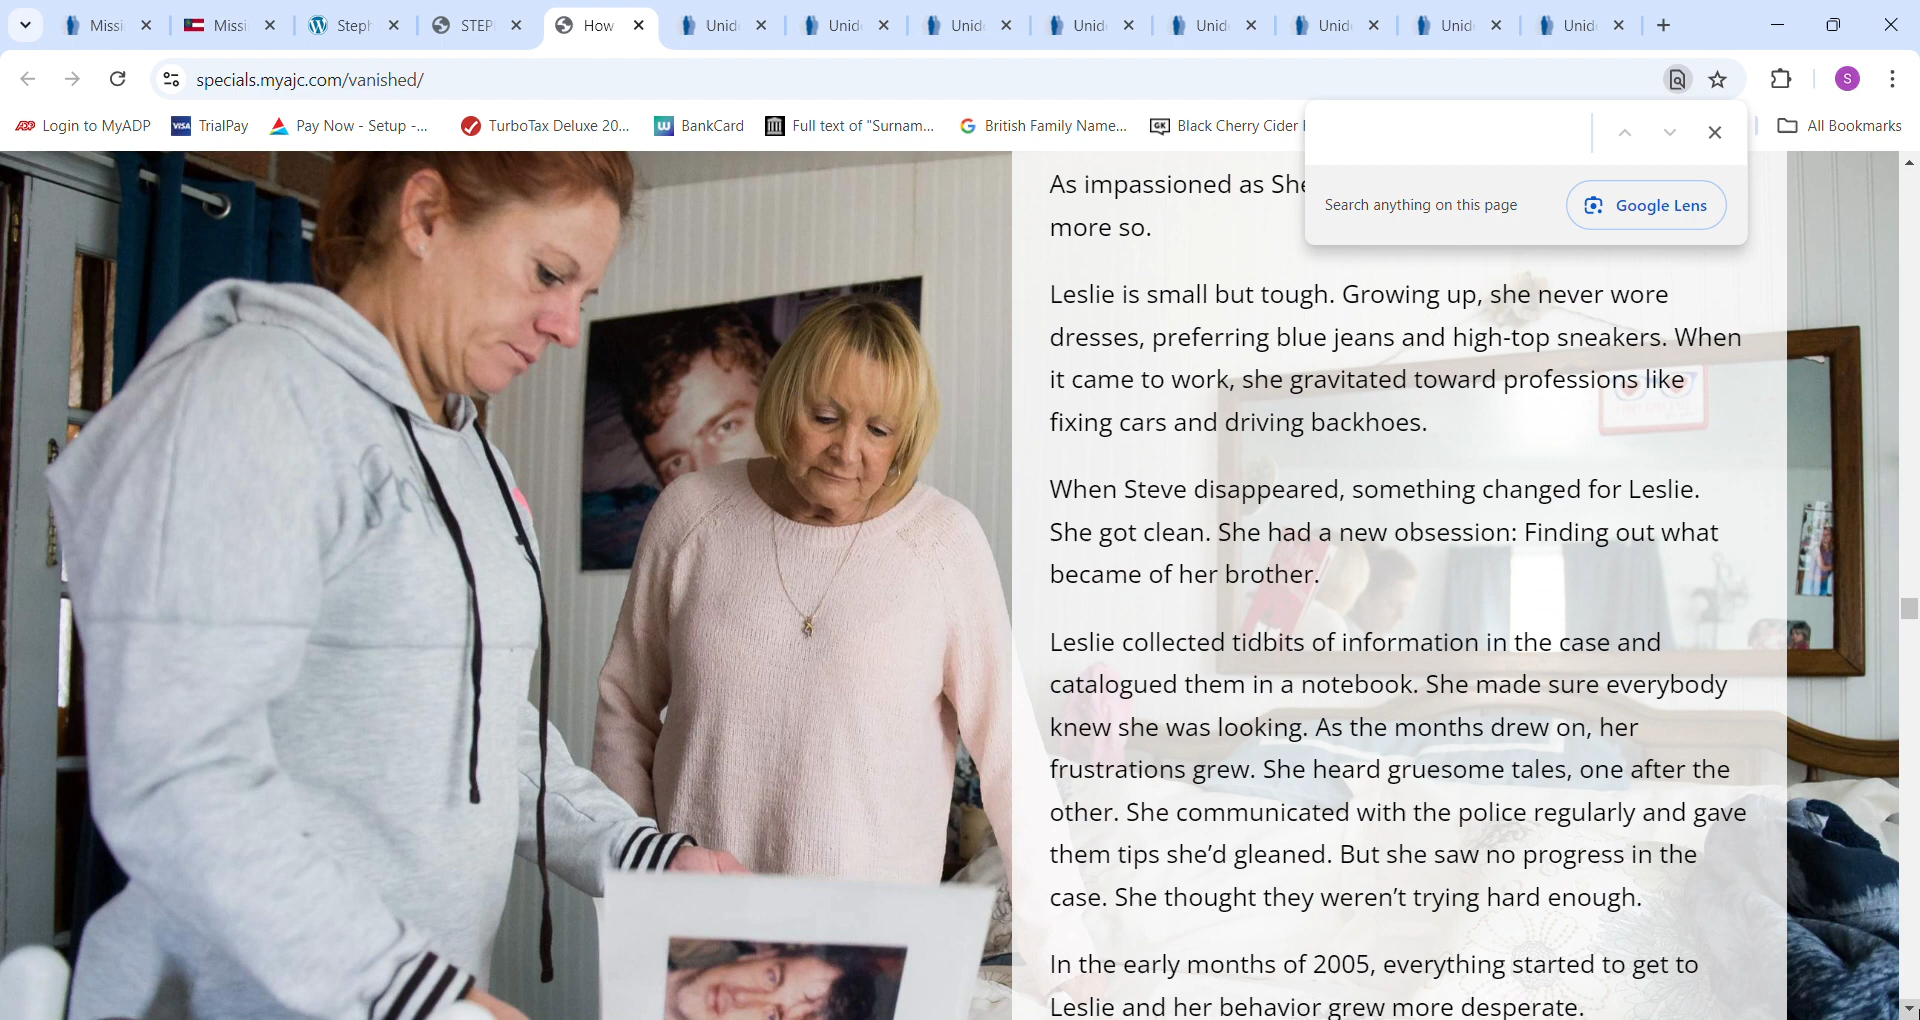 Missi
Missi
Steph
STEP
How
Unid
Unid
Unid
Unid
Unid
Unid
Unid
Unid
specials.myajc.com/vanished/
S
Login to MyADP
VISA
TrialPay
Pay Now - Setup -...
TurboTax Deluxe 20...
BankCard
Full text of "Surnam...
British Family Name...
GK
Black Cherry Cider
All Bookmarks
Search anything on this page
Google Lens
As impassioned as She
more so.
Leslie is small but tough. Growing up, she never wore
dresses, preferring blue jeans and high-top sneakers. When
it came to work, she gravitated toward professions like
fixing cars and driving backhoes.
When Steve disappeared, something changed for Leslie.
She got clean. She had a new obsession: Finding out what
became of her brother.
Leslie collected tidbits of information in the case and
catalogued them in a notebook. She made sure everybody
knew she was looking. As the months drew on, her
frustrations grew. She heard gruesome tales, one after the
other. She communicated with the police regularly and gave
them tips she’d gleaned. But she saw no progress in the
case. She thought they weren’t trying hard enough.
In the early months of 2005, everything started to get to
Leslie and her behavior grew more desperate.